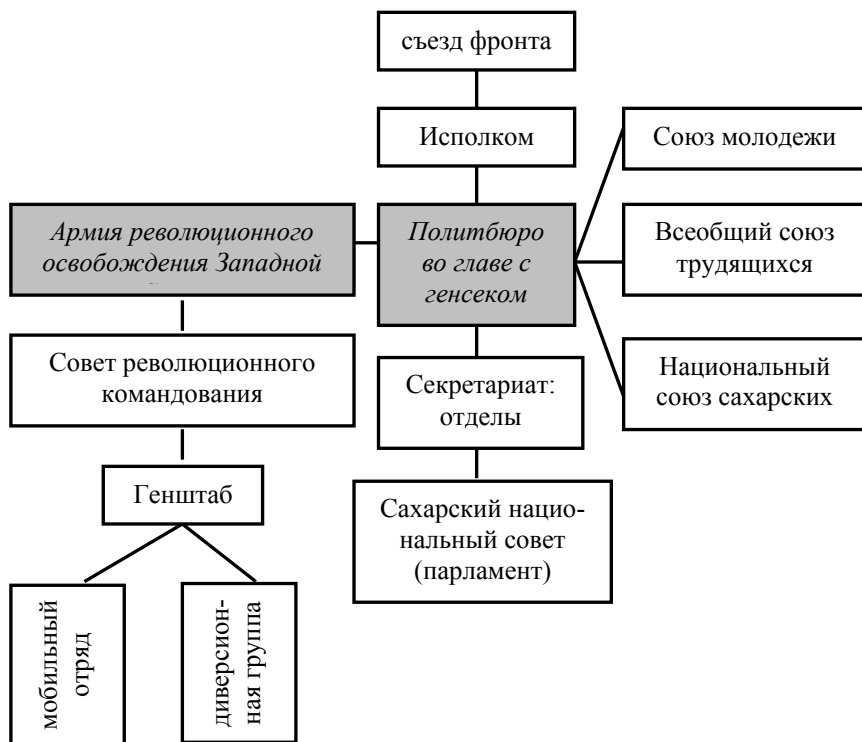 съезд фронта
Исполком
Союз молодежи
Армия революционного
освобождения Западной
Политбюро
во главе с
генсеком
Всеобщий союз
трудящихся
Совет революционного
командования
Секретариат:
отделы
Национальный
союз сахарских
Генштаб
Сахарский нацио-
нальный совет
(парламент)
мобильный
отряд
диверсион-
ная группа